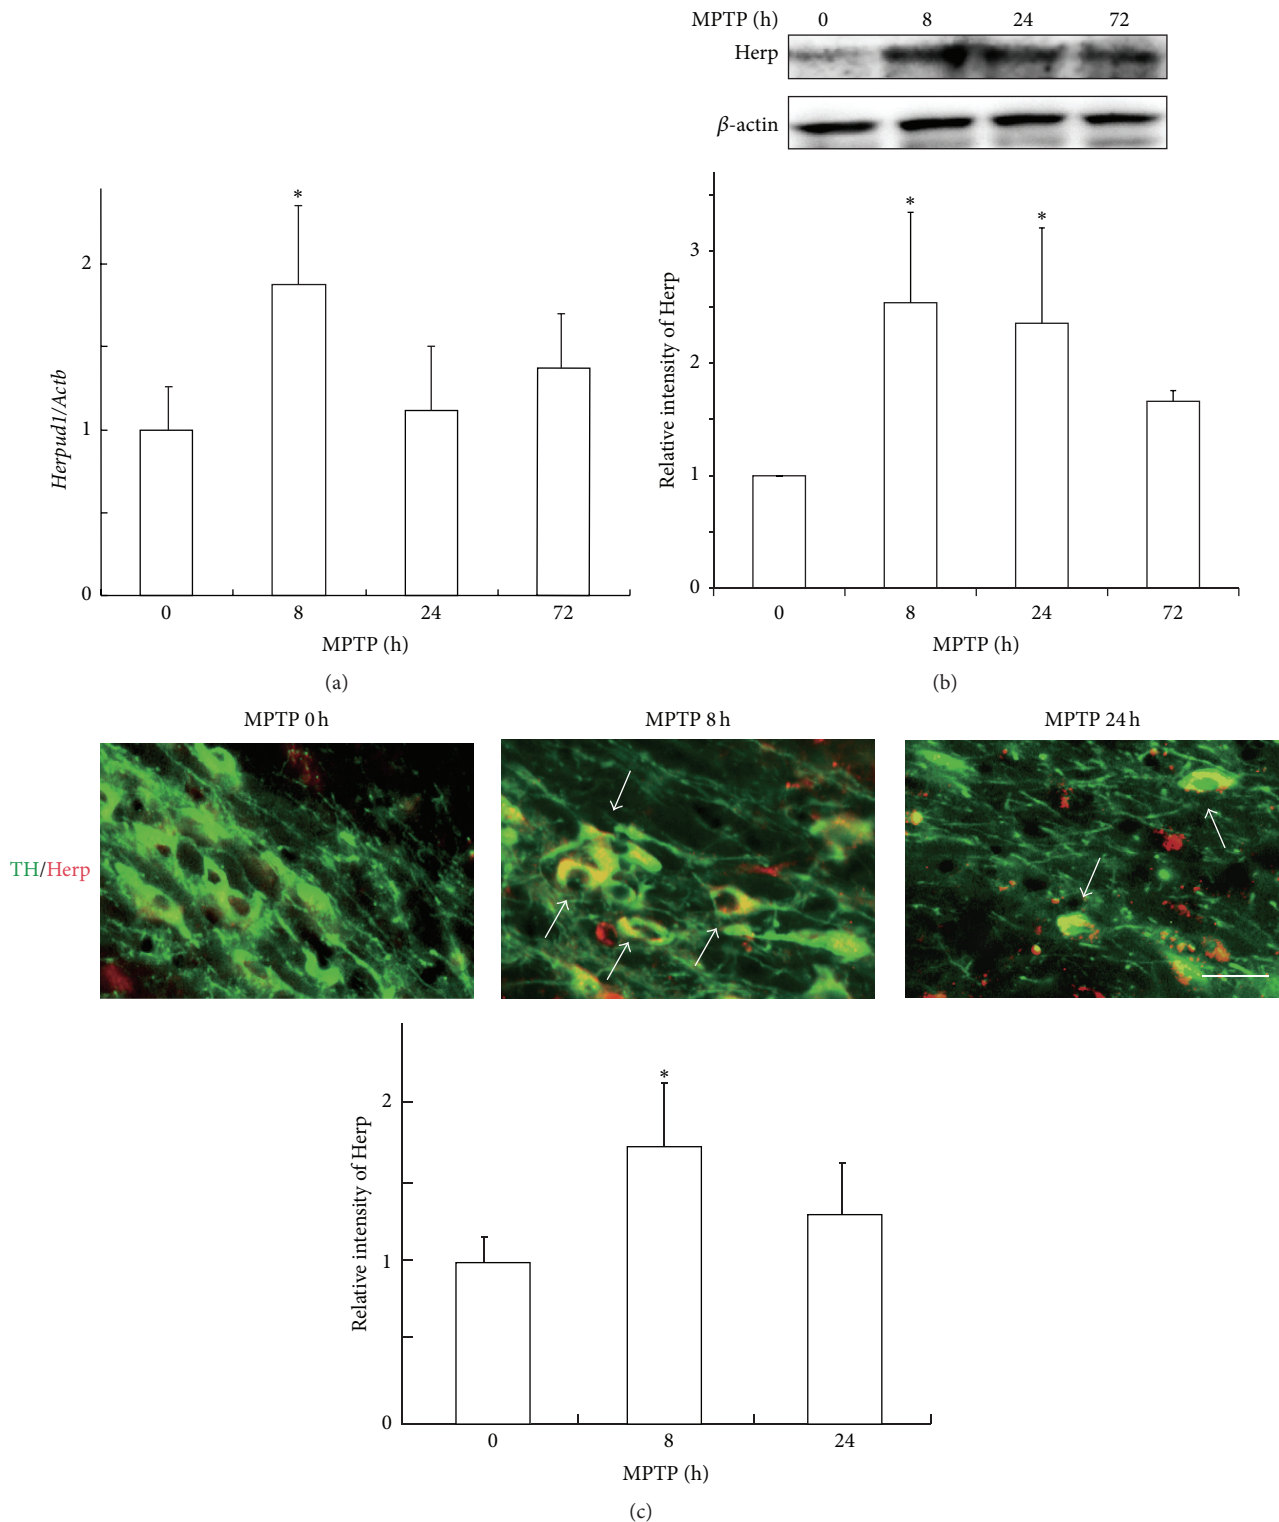 MPTP (h) 0 8 24 72
Herp
β-actin
*
2
1
0
Herpud1/Actb
0 8 24 72
MPTP (h)
(a)
* *
3
2
1
0
Relative intensity of Herp
0 8 24 72
MPTP (h)
(b)
MPTP 0 h MPTP 8 h MPTP 24 h
TH/Herp
*
2
1
0
Relative intensity of Herp
0 8 24
MPTP (h)
(c)